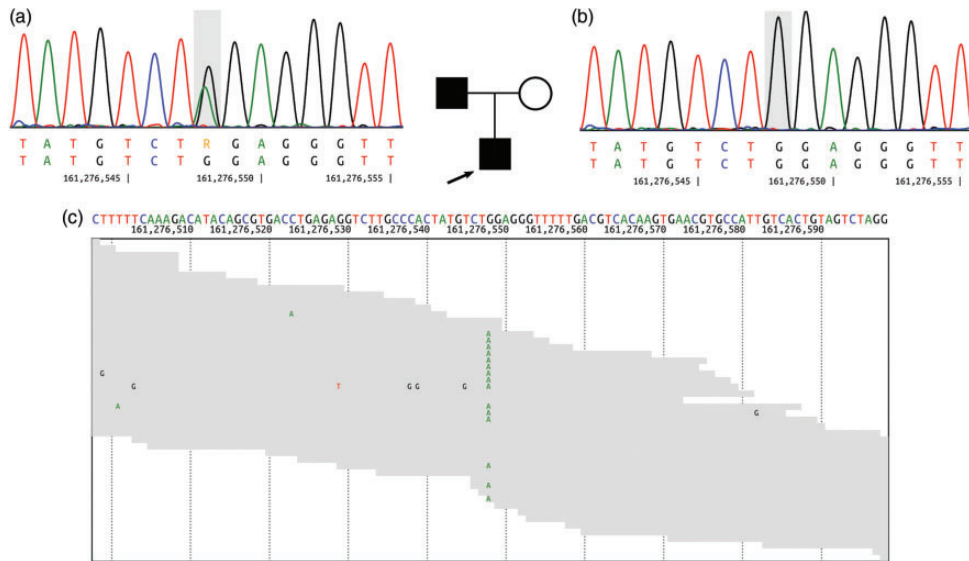 (a)
T A T G T C T R G A G G G T T
T A T G T C T G G A G G G T T
161,276,545 | 161,276,550 | 161,276,555 |
(b)
T A T G T C T G G A G G G T T
T A T G T C T G G A G G G T T
161,276,545 | 161,276,550 | 161,276,555 |
(c)
CTTTTTCAAAGACATACAGCGTGACCTGAGAGGTCTTGCCCACTATGTCTGGAGGGTTTTTGACGTCACAAGTGAACGTGCCATTGTCACTGTAGTCTAGG
161,276,510 161,276,520 161,276,530 161,276,540 161,276,550 161,276,560 161,276,570 161,276,580 161,276,590
A
A
A
A
A
A
A
A
G A
A
G T G G G A
A
A A G
A
A
A
A